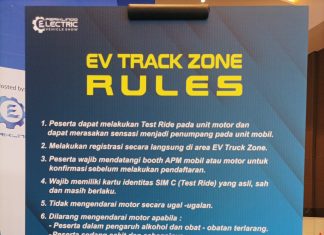 PERIKLINDO
ELECTRIC
VEHICLE SHOW
EV TRACK ZONE
RULES
1. Peserta dapat melakukan Test Ride pada unit motor dan
dapat merasakan sensasi menjadi penumpang pada unit mobil.
2. Melakukan registrasi secara langsung di area EV Truck Zone.
3. Peserta wajib mendatangi booth APM mobil atau motor untuk
konfirmasi sebelum melakukan pendaftaran.
4. Wajib memiliki kartu identitas SIM C (Test Ride) yang asli, sah
dan masih berlaku.
5. Tidak mengendarai motor secara ugal -ugalan.
6. Dilarang mengendarai motor apabila :
- Peserta dalam pengaruh alkohol dan obat - obatan terlarang.